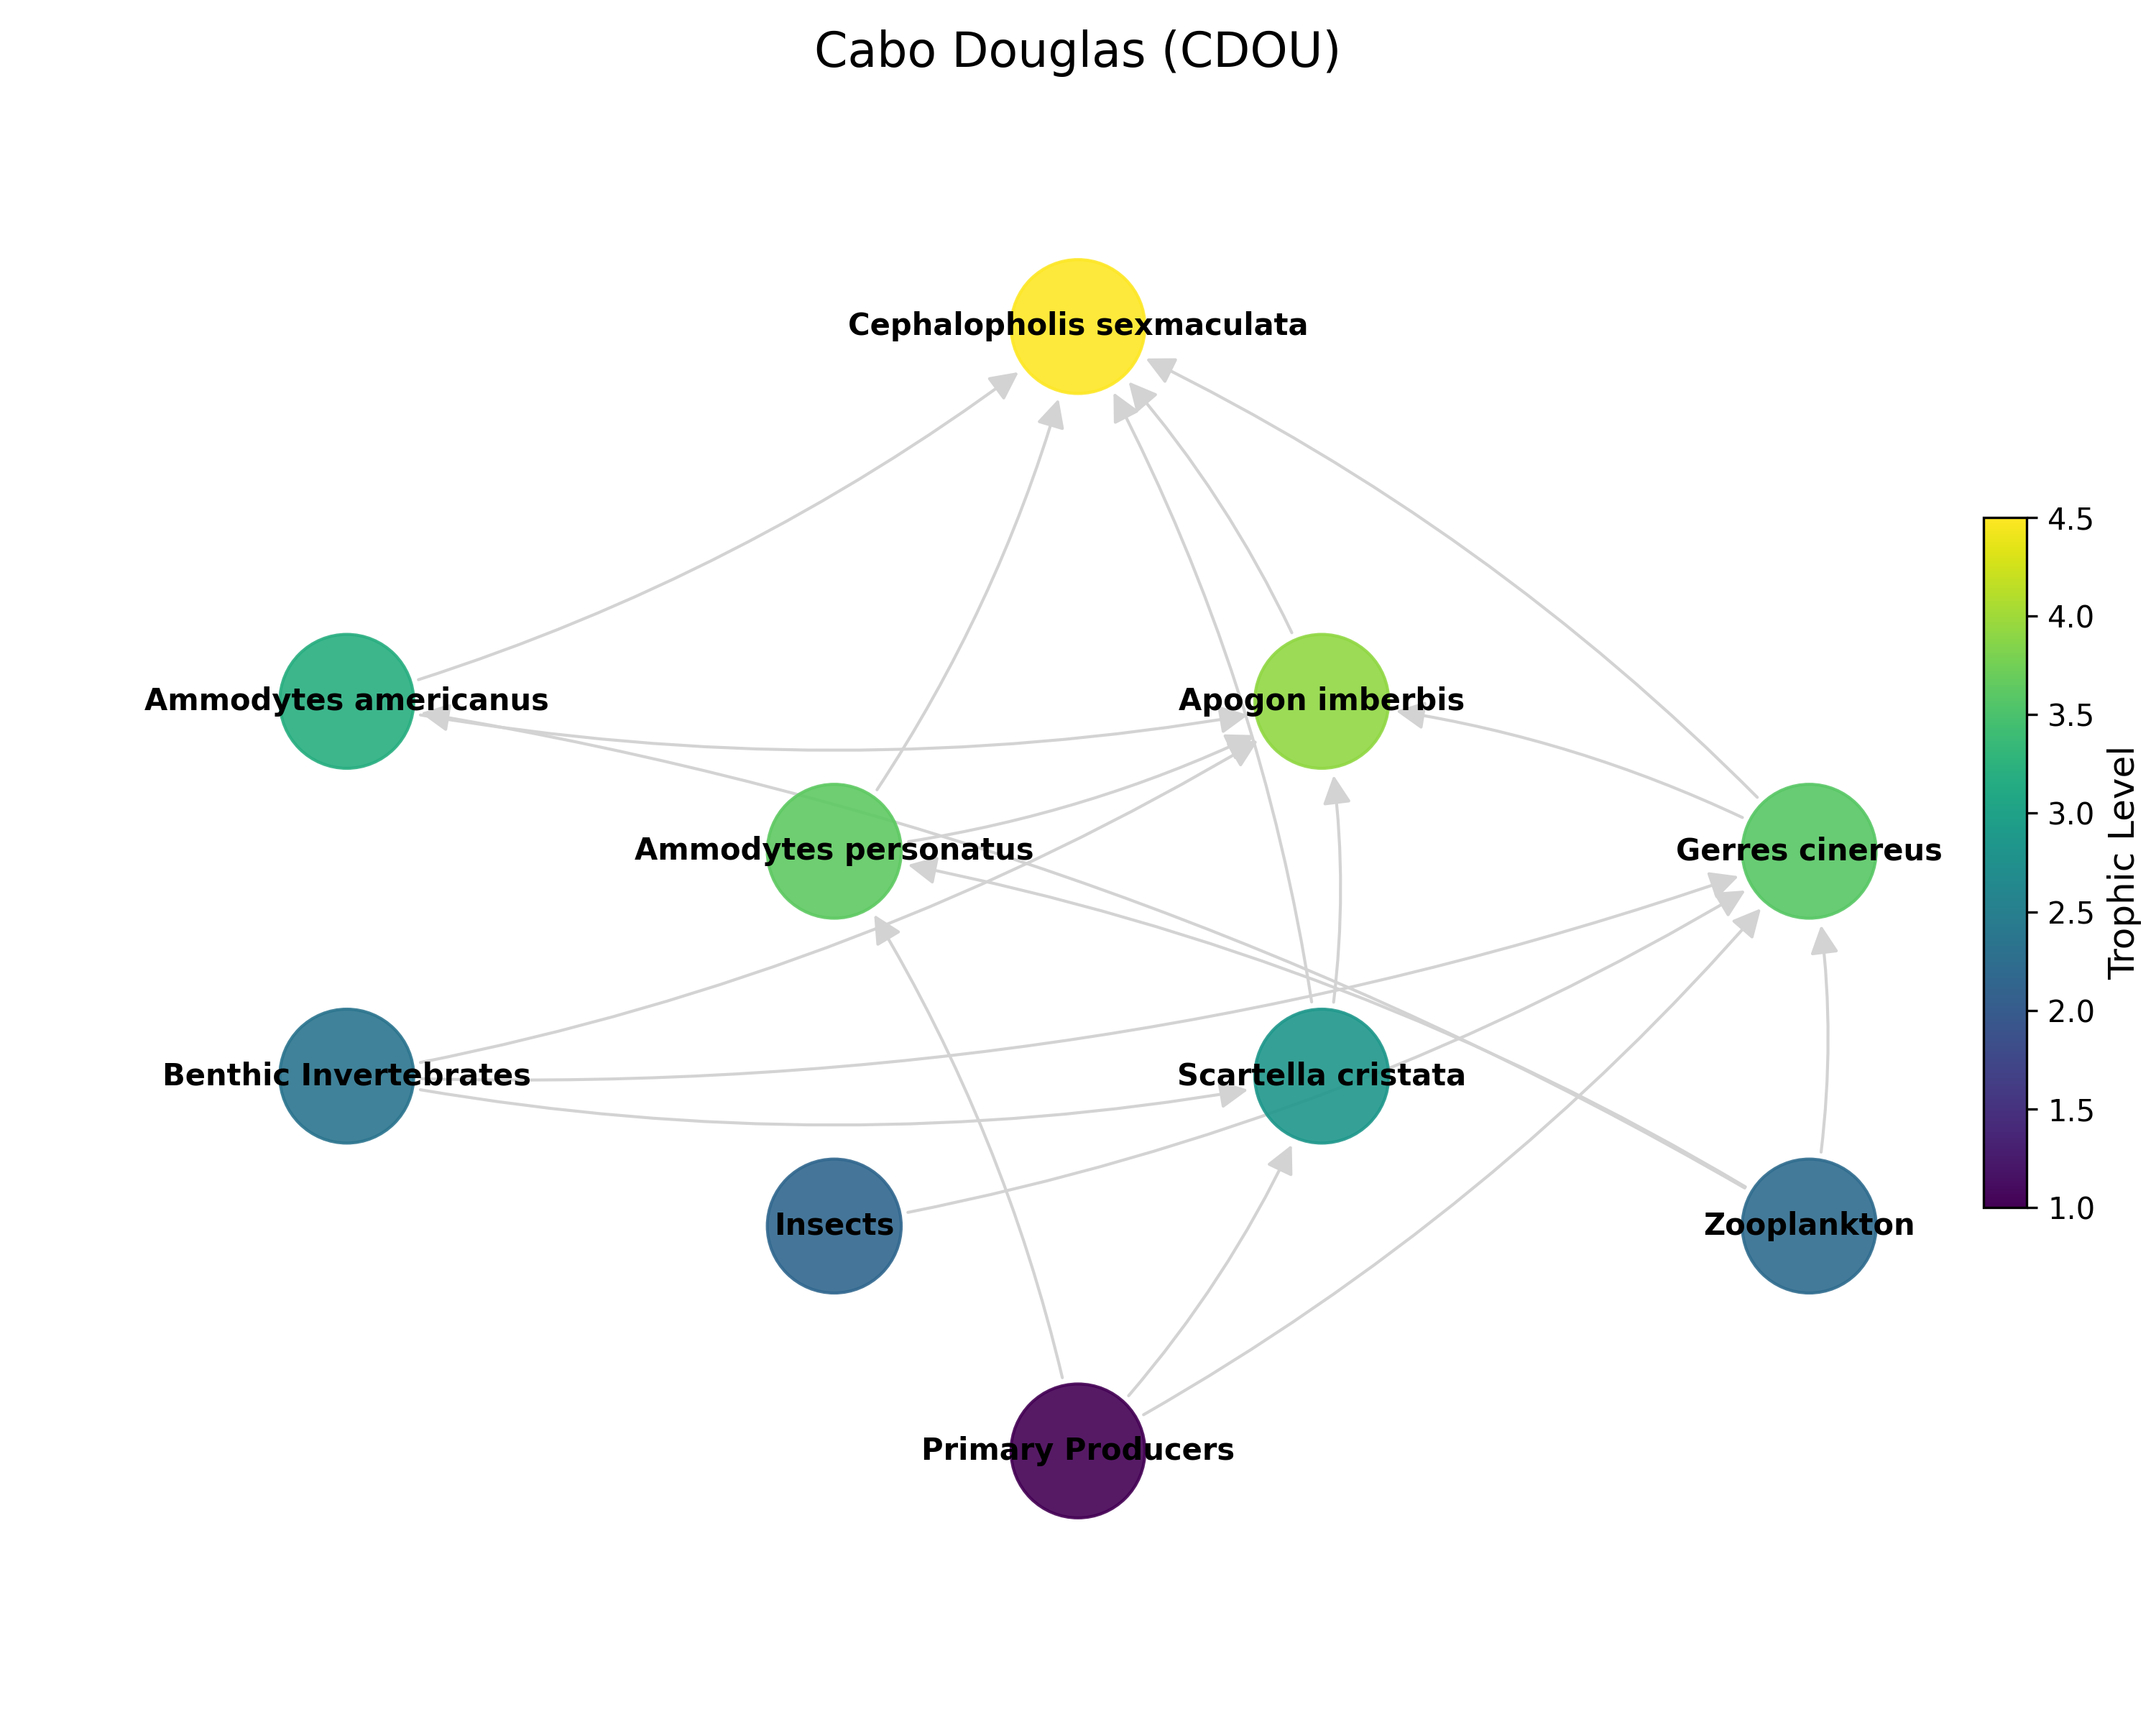 Cabo Douglas (CDOU)
Cephalopholis sexmaculata
Ammodytes americanus
Apogon imberbis
Ammodytes personatus
Gerres cinereus
Benthic Invertebrates
Scartella cristata
Insects
Zooplankton
Primary Producers
4.5
4.0
3.5
3.0
2.5
2.0
1.5
1.0
Trophic Level